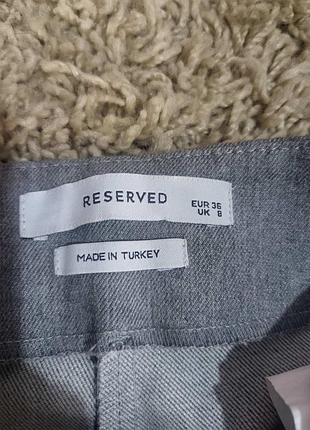 RESERVED
EUR 36
UK 8
MADE IN TURKEY